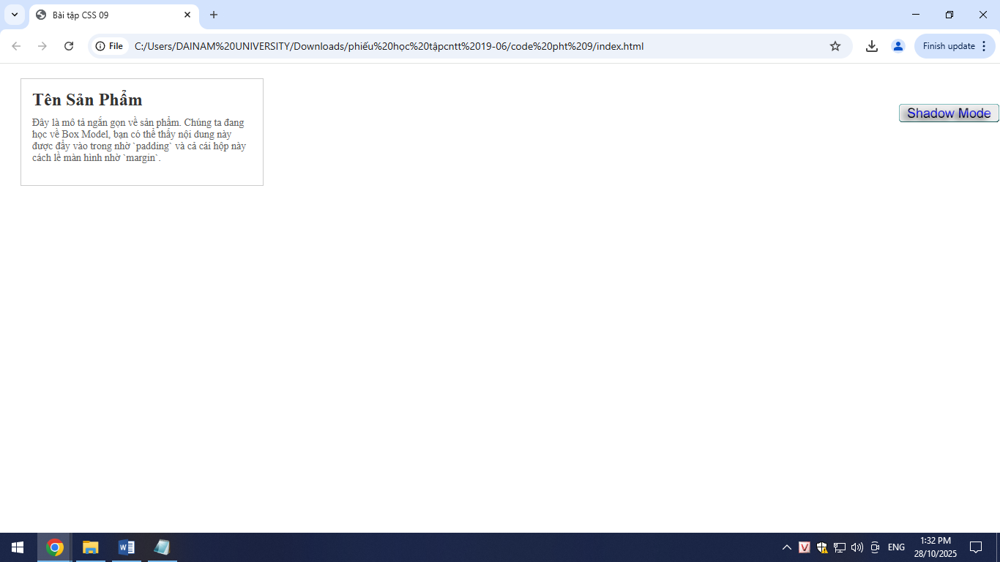 Bài tập CSS 09
File
C:/Users/DAINAM%20UNIVERSITY/Downloads/phiếu%20học%20tậpcntt%2019-06/code%20pht%209/index.html
Finish update
Tên Sản Phẩm
Đây là mô tả ngắn gọn về sản phẩm. Chúng ta đang
học về Box Model, bạn có thể thấy nội dung này
được đẩy vào trong nhờ `padding` và cả cái hộp này
cách lề màn hình nhờ `margin`.
Shadow Mode
ENG
1:32 PM
28/10/2025